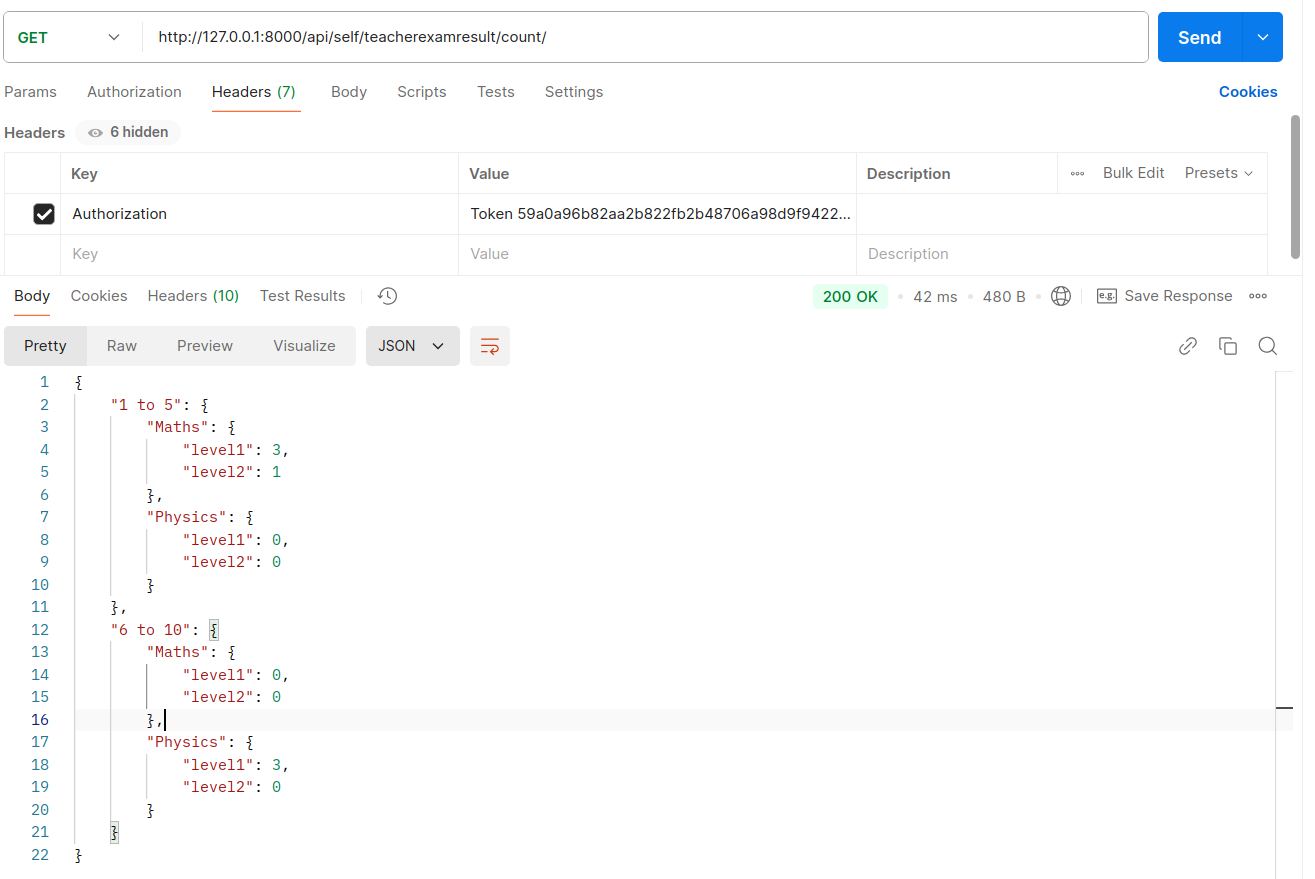 GET http://127.0.0.1:8000/api/self/teacherexamresult/count/ Send
Params Authorization Headers (7) Body Scripts Tests Settings Cookies
Headers 6 hidden
Key Value Description Bulk Edit Presets
Authorization Token 59a0a96b82aa2b822fb2b48706a98d9f9422...
Key Value Description
Body Cookies Headers (10) Test Results 200 OK 42 ms 480 B e.g. Save Response
Pretty Raw Preview Visualize JSON
1 {
2 "1 to 5": {
3 "Maths": {
4 "level1": 3,
5 "level2": 1
6 },
7 "Physics": {
8 "level1": 0,
9 "level2": 0
10 }
11 },
12 "6 to 10": {
13 "Maths": {
14 "level1": 0,
15 "level2": 0
16 },
17 "Physics": {
18 "level1": 3,
19 "level2": 0
20 }
21 }
22 }